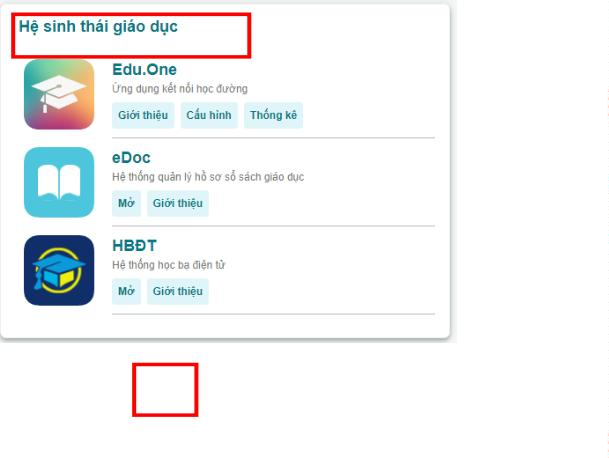 Hệ sinh thái giáo dục
Edu.One
Ứng dụng kết nối học đường
Giới thiệu Cấu hình Thống kê
eDoc
Hệ thống quản lý hồ sơ sổ sách giáo dục
Mở Giới thiệu
HBĐT
Hệ thống học bạ điện tử
Mở Giới thiệu